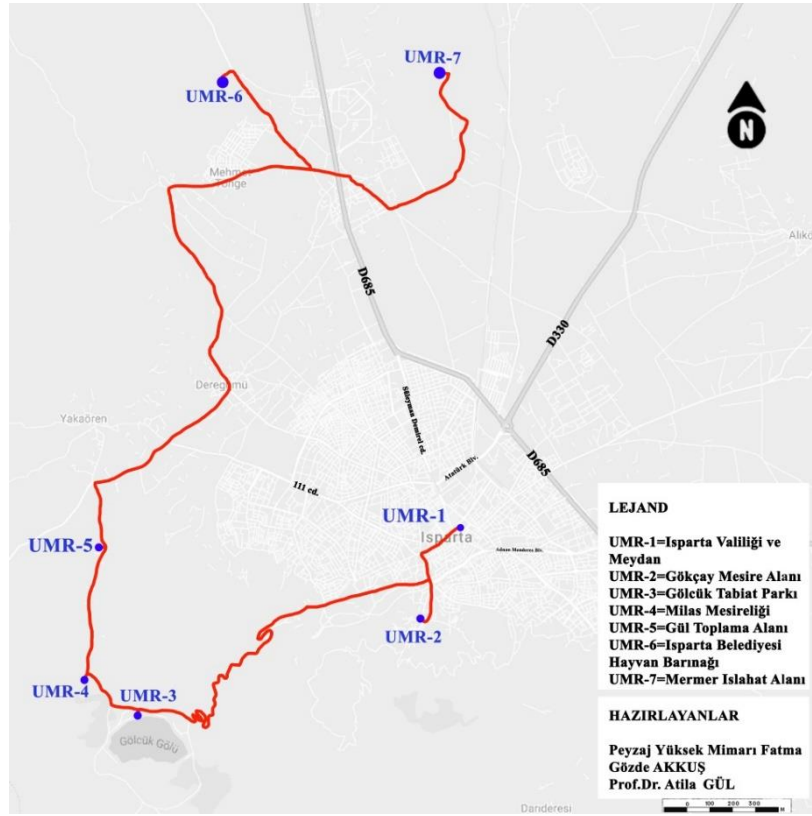 UMR-7
UMR-6
N
Mehmet
Tönge
Alikö
D685
D330
Deregümü
Süleyman Demirel cd.
Yakaören
Atatürk Blv.
D685
111 cd.
UMR-1
Isparta
Adnan Menderes Blv.
UMR-5
UMR-2
UMR-4
UMR-3
Gölcük Gölü
Darıderesi
LEJAND
UMR-1=Isparta Valiliği ve
Meydan
UMR-2=Gökçay Mesire Alanı
UMR-3=Gölcük Tabiat Parkı
UMR-4=Milas Mesireliği
UMR-5=Gül Toplama Alanı
UMR-6=Isparta Belediyesi
Hayvan Barınağı
UMR-7=Mermer Islahat Alanı
HAZIRLAYANLAR
Peyzaj Yüksek Mimarı Fatma
Gözde AKKUŞ
Prof.Dr. Atila GÜL
0 100 200 300
M